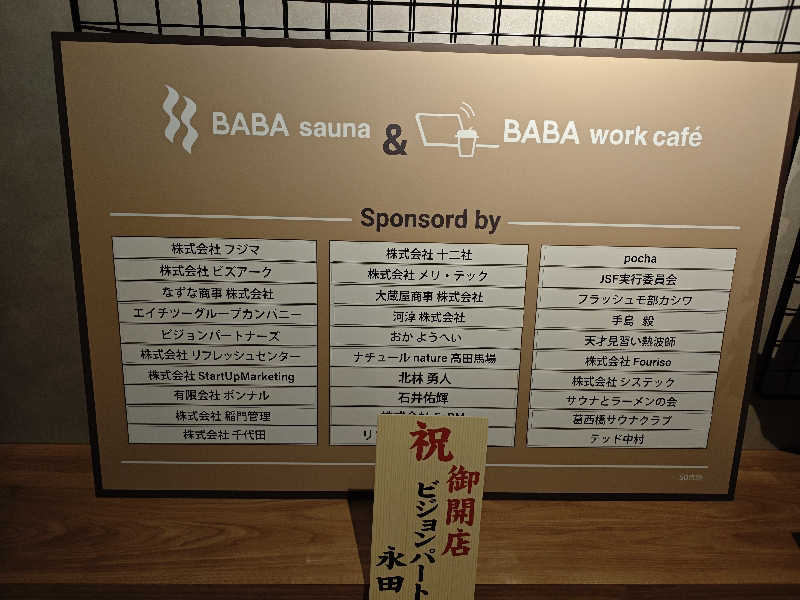 BABA sauna & BABA work café
Sponsord by
株式会社 フジマ
株式会社 ビズアーク
なずな商事 株式会社
エイチツーグループカンパニー
ビジョンパートナーズ
株式会社 リフレッシュセンター
株式会社 StartUpMarketing
有限会社 ボンナル
株式会社 稲門管理
株式会社 千代田
株式会社 十二社
株式会社 メリ・テック
大蔵屋商事 株式会社
河淳 株式会社
おか ようへい
ナチュール nature 高田馬場
北林 勇人
石井佑輝
株式会社
pocha
JSF実行委員会
フラッシュモ部カシワ
手島 毅
天才見習い熱波師
株式会社 Fourise
株式会社 システック
サウナとラーメンの会
葛西橋サウナクラブ
テッド中村
50音順
祝
御開店
ビジョンパート
永田